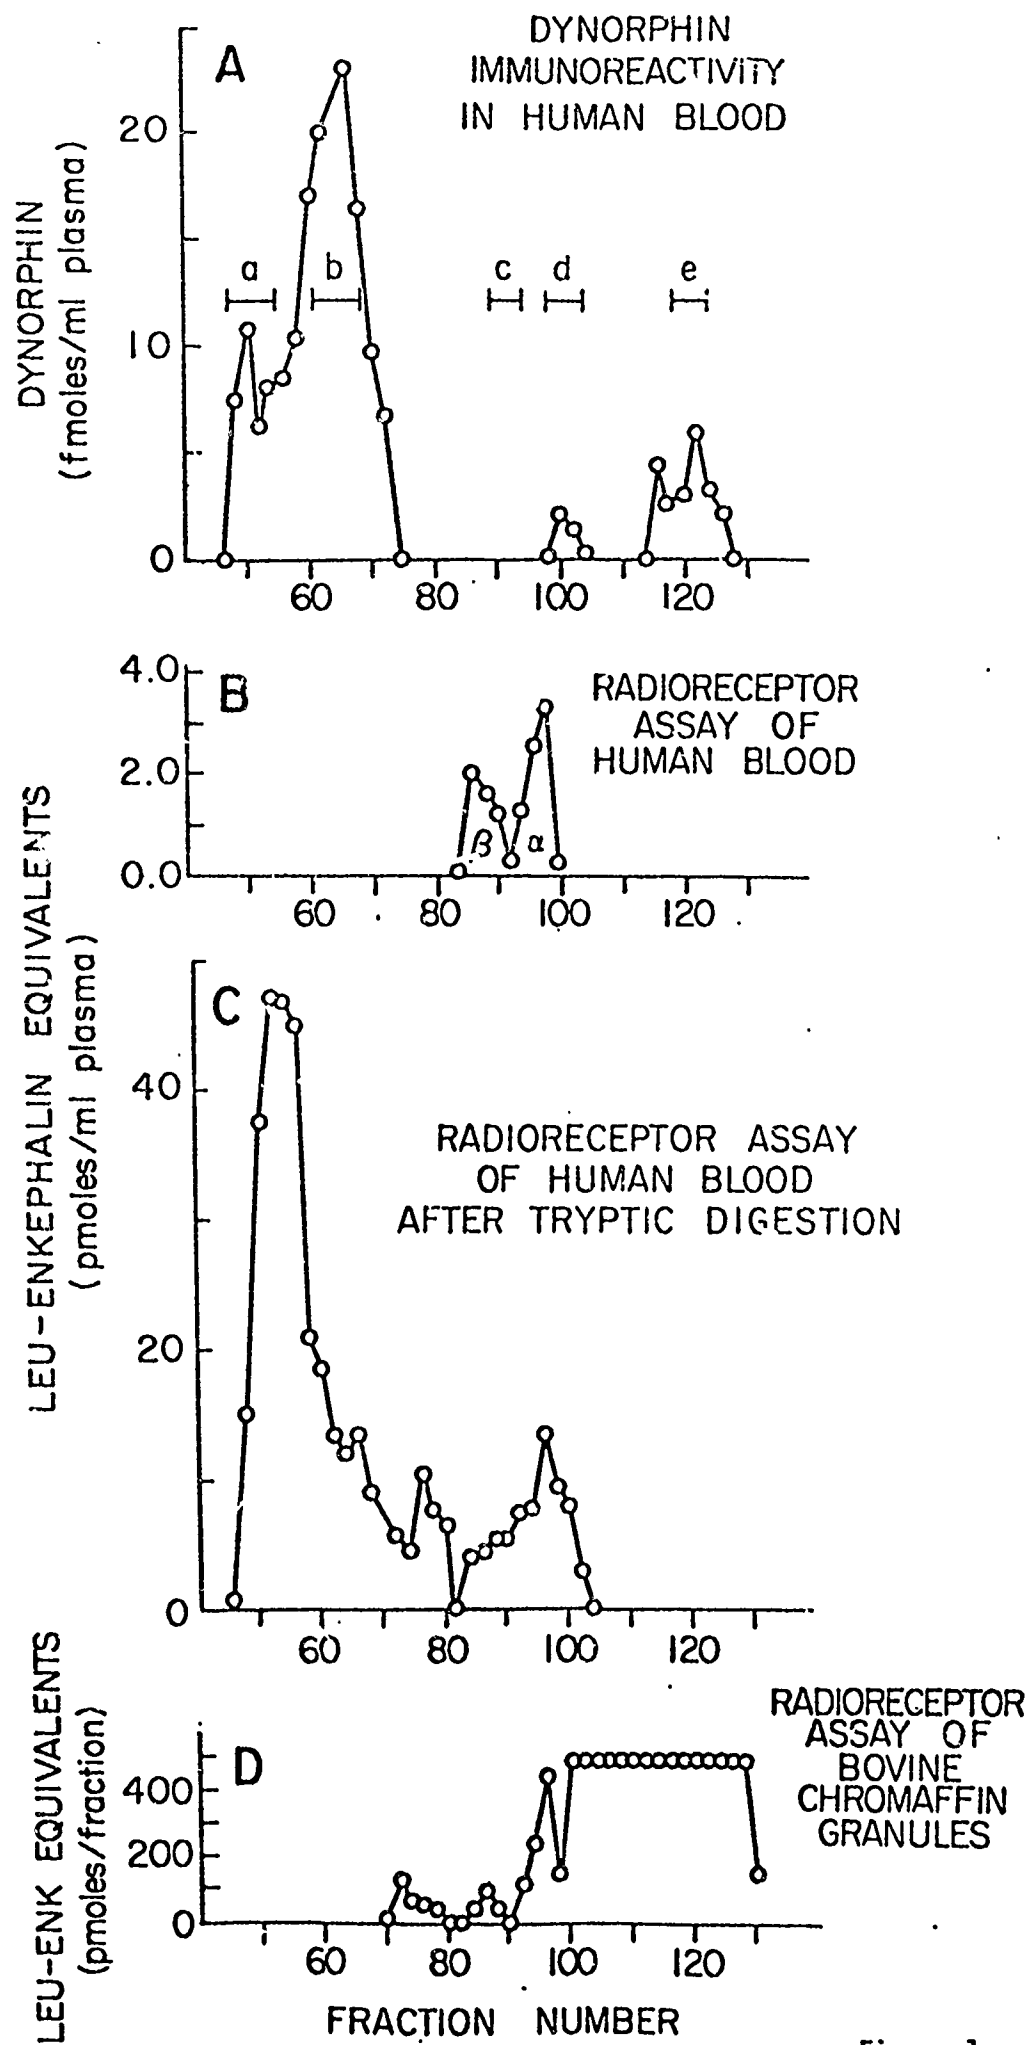 A
DYNORPHIN
IMMUNOREACTIVITY
IN HUMAN BLOOD
DYNORPHIN
(fmoles/ml plasma)
20
10
0
a
b
c
d
e
60 80 100 120
B
RADIORECEPTOR
ASSAY OF
HUMAN BLOOD
4.0
2.0
0.0
β
α
60 80 100 120
LEU-ENKEPHALIN EQUIVALENTS
(pmoles/ml plasma)
C
RADIORECEPTOR ASSAY
OF HUMAN BLOOD
AFTER TRYPTIC DIGESTION
40
20
0
60 80 100 120
D
RADIORECEPTOR
ASSAY OF
BOVINE
CHROMAFFIN
GRANULES
LEU-ENK EQUIVALENTS
(pmoles/fraction)
400
200
0
60 80 100 120
FRACTION NUMBER